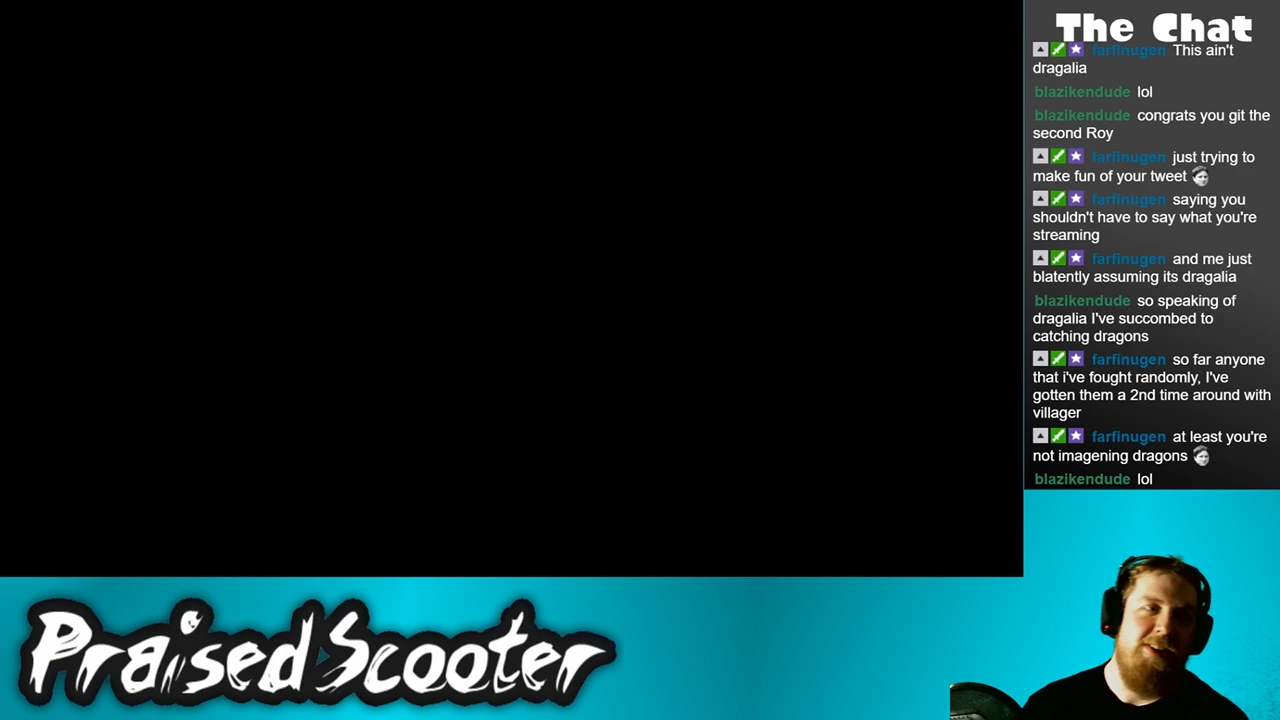 The Chat
farfinugen This ain't
dragalia
blazikendude lol
blazikendude congrats you git the
second Roy
farfinugen just trying to
make fun of your tweet
farfinugen saying you
shouldn't have to say what you're
streaming
farfinugen and me just
blatently assuming its dragalia
blazikendude so speaking of
dragalia I've succombed to
catching dragons
farfinugen so far anyone
that i've fought randomly, I've
gotten them a 2nd time around with
villager
farfinugen at least you're
not imagening dragons
blazikendude lol
PraisedScooter